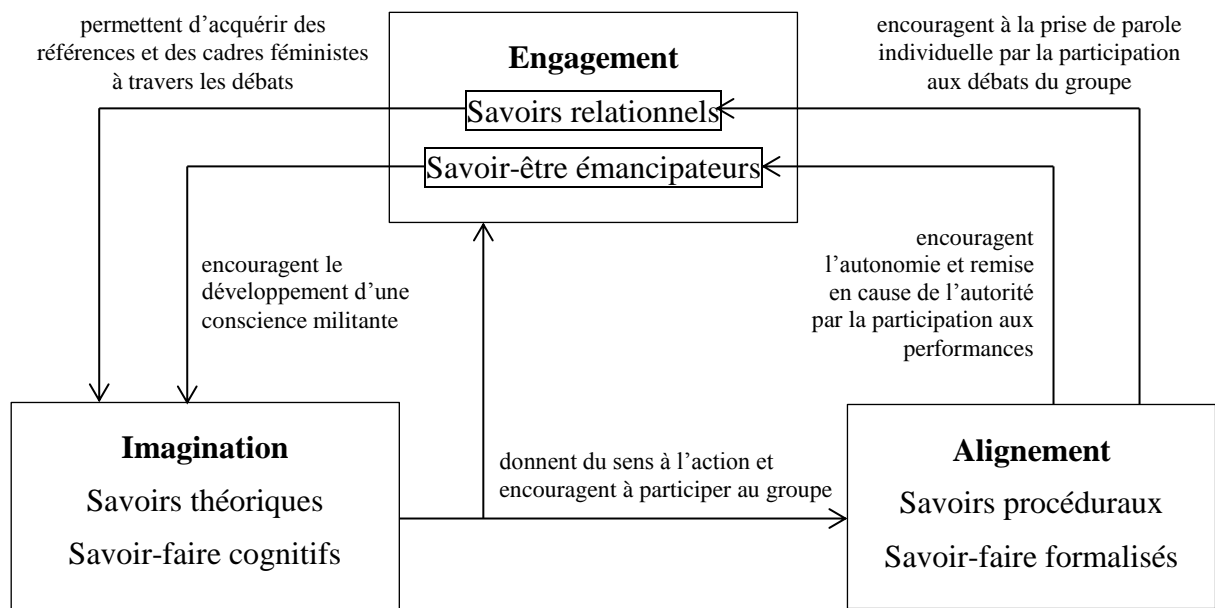 permettent d’acquérir des
références et des cadres féministes
à travers les débats
Engagement
Savoirs relationnels
Savoir-être émancipateurs
encouragent à la prise de parole
individuelle par la participation
aux débats du groupe
encouragent le
développement d’une
conscience militante
encouragent
l’autonomie et remise
en cause de l’autorité
par la participation aux
performances
Imagination
Savoirs théoriques
Savoir-faire cognitifs
donnent du sens à l’action et
encouragent à participer au groupe
Alignement
Savoirs procéduraux
Savoir-faire formalisés